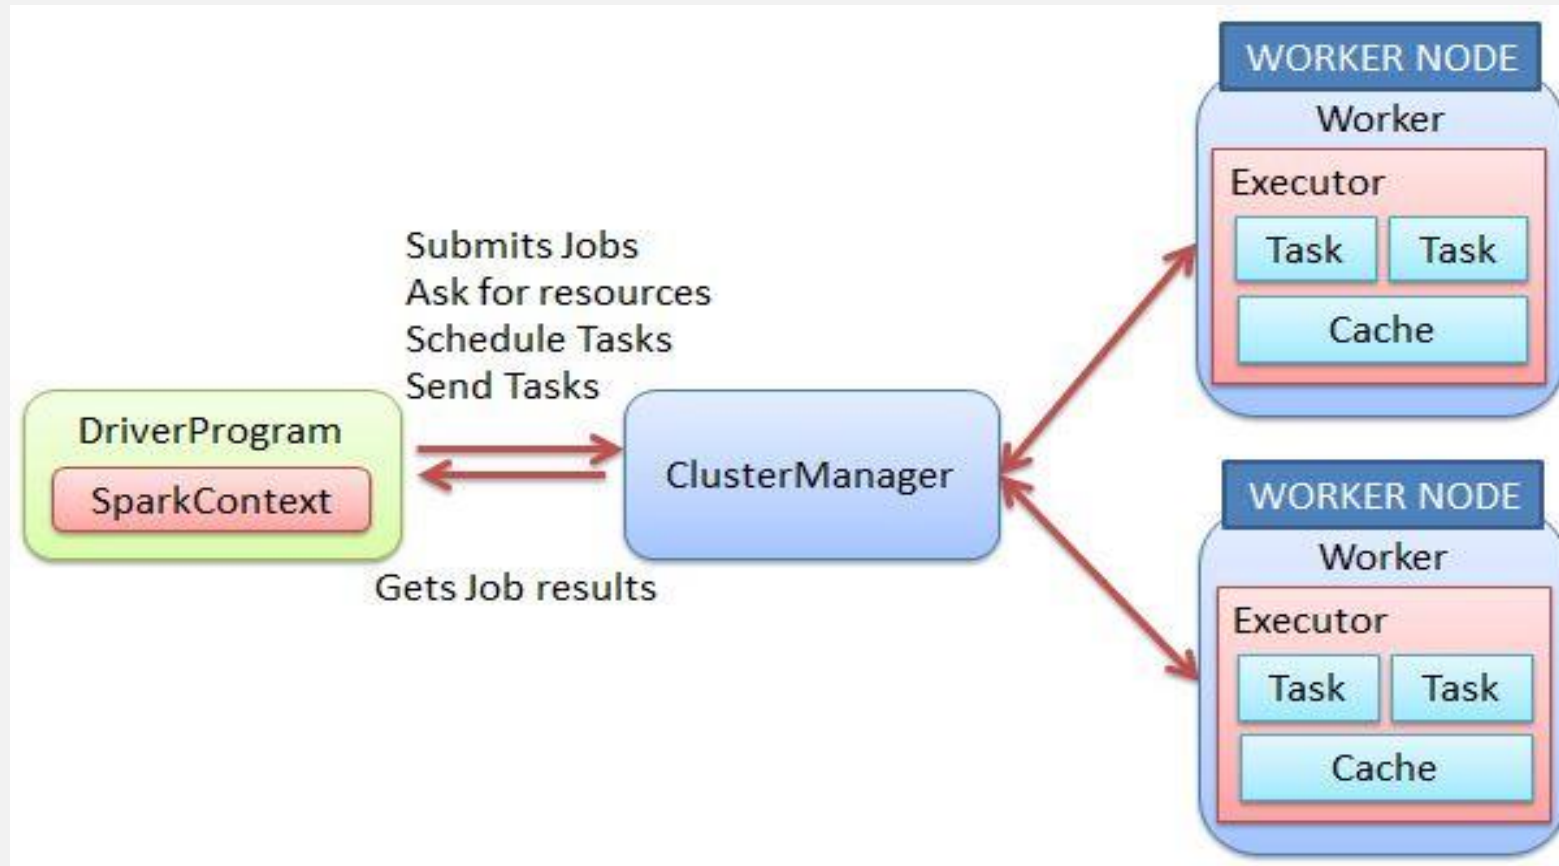 Submits Jobs
Ask for resources
Schedule Tasks
Send Tasks
DriverProgram
SparkContext
ClusterManager
Gets Job results
WORKER NODE
Worker
Executor
Task Task
Cache
WORKER NODE
Worker
Executor
Task Task
Cache